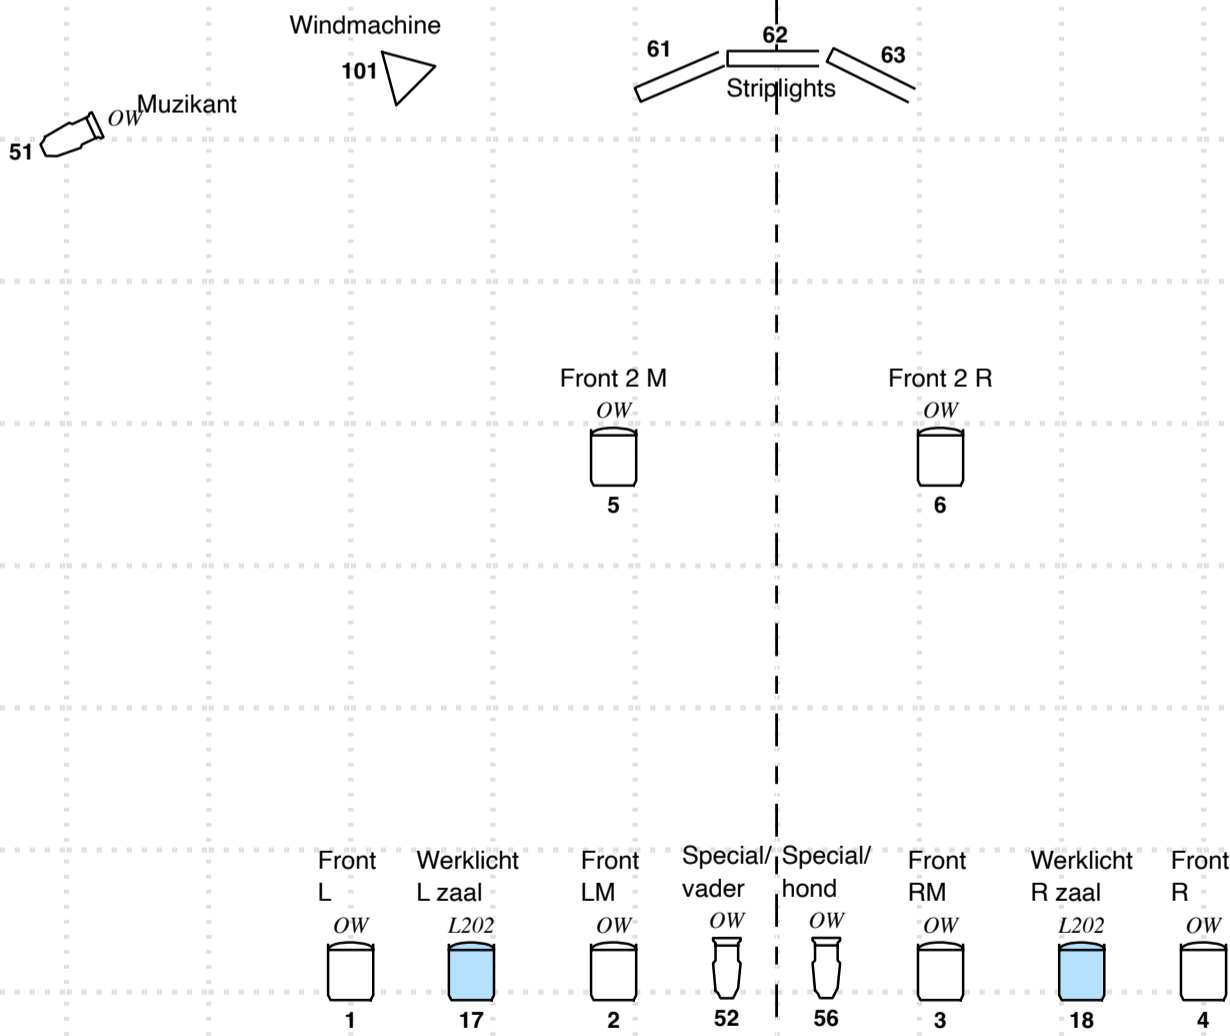 Windmachine
101
61
62
63
Striplights
OW
Muzikant
51
Front 2 M
OW
5
Front 2 R
OW
6
Front
L
OW
1
Werklicht
L zaal
L202
17
Front
LM
OW
2
Special/
vader
OW
52
Special/
hond
OW
56
Front
RM
OW
3
Werklicht
R zaal
L202
18
Front
R
OW
4